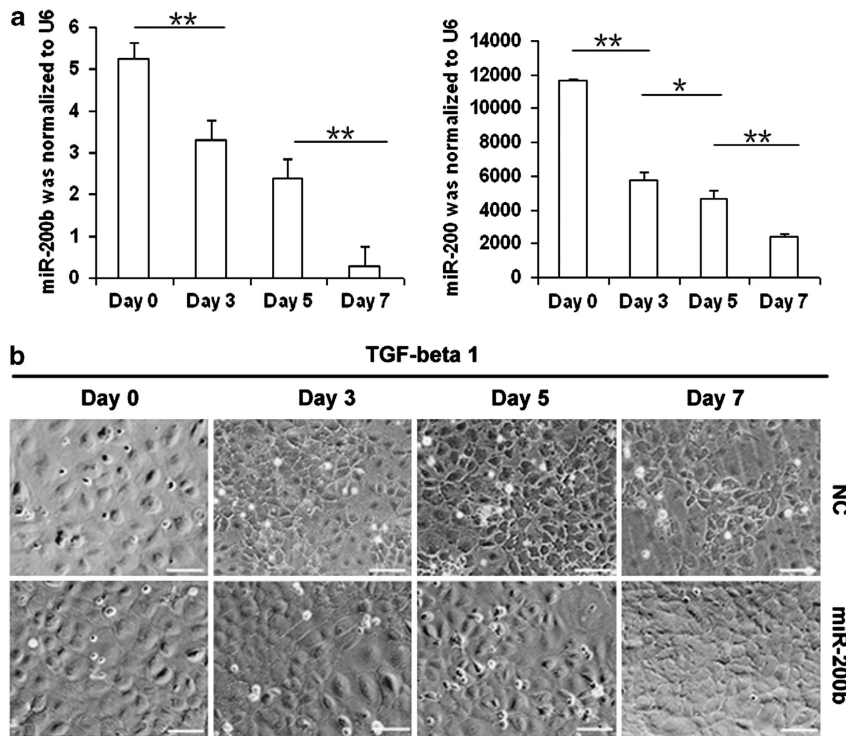 a
miR-200b was normalized to U6
6
5
4
3
2
1
0
**
**
Day 0 Day 3 Day 5 Day 7
miR-200 was normalized to U6
14000
12000
10000
8000
6000
4000
2000
0
**
*
**
Day 0 Day 3 Day 5 Day 7
b
TGF-beta 1
Day 0 Day 3 Day 5 Day 7
NC
miR-200b